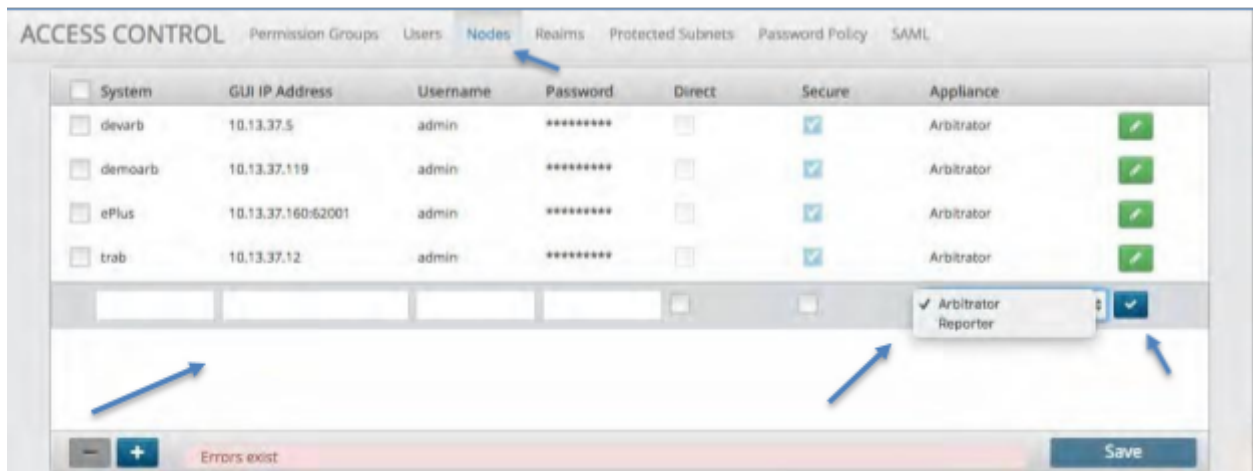 ACCESS CONTROL Permission Groups Users Nodes Realms Protected Subnets Password Policy SAML
System GUI IP Address Username Password Direct Secure Appliance
devarb 10.13.37.5 admin ********* Arbitrator
demoarb 10.13.37.119 admin ********* Arbitrator
ePlus 10.13.37.160:62001 admin ********* Arbitrator
trab 10.13.37.12 admin ********* Arbitrator
✓ Arbitrator
Reporter
Errors exist Save